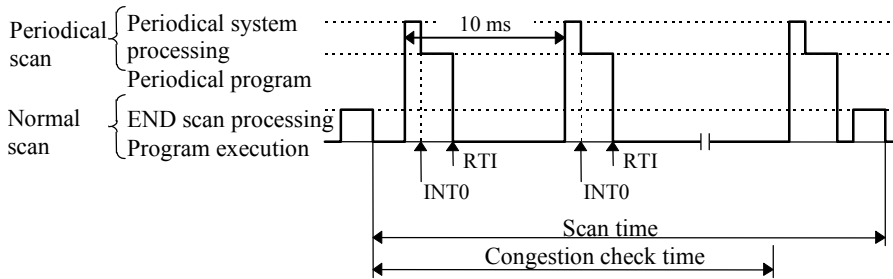 Periodical scan
Periodical system processing
Periodical program
Normal scan
END scan processing
Program execution
10 ms
RTI
INT0
RTI
INT0
Scan time
Congestion check time